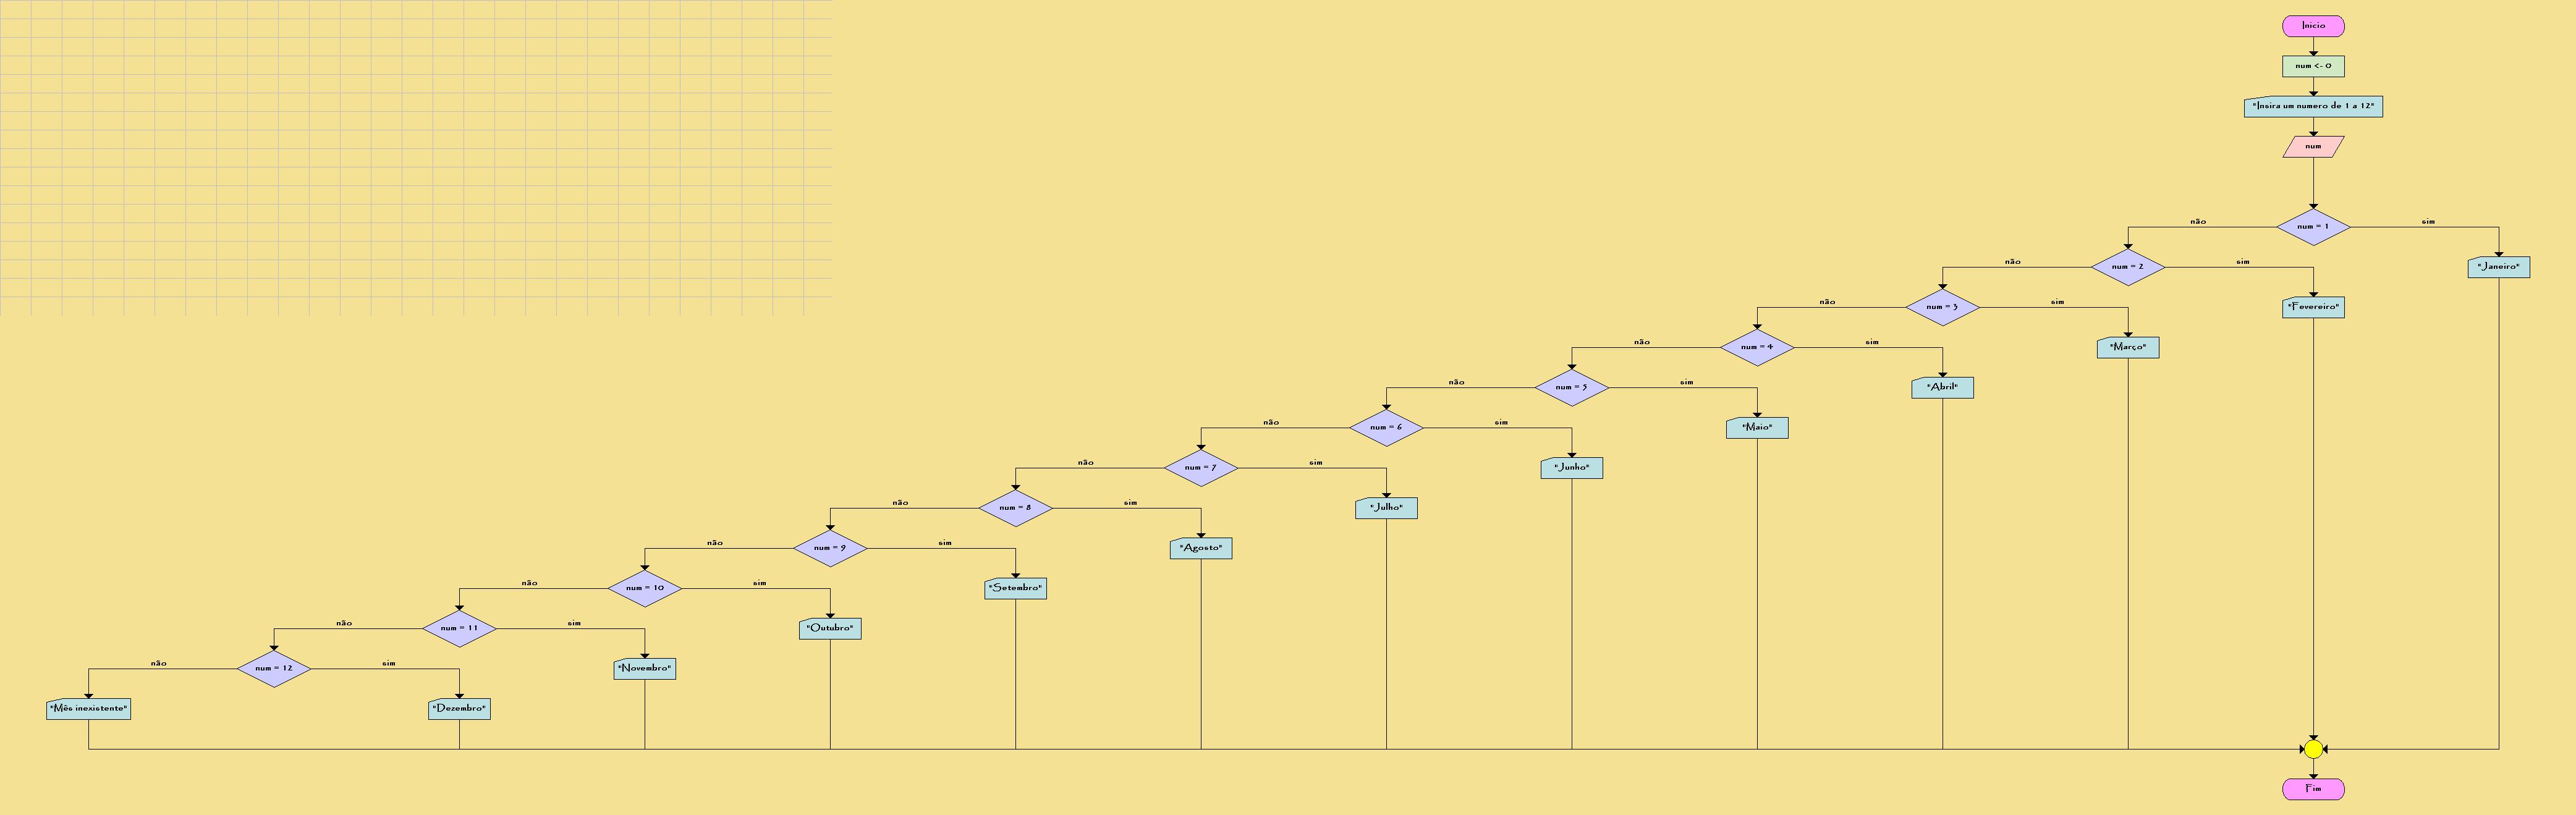 Inicio
num <- 0
"Insira um numero de 1 a 12"
num
não
num = 1
sim
não
num = 2
sim
"Janeiro"
não
num = 3
sim
"Fevereiro"
não
num = 4
sim
"Março"
não
num = 5
sim
"Abril"
não
num = 6
sim
"Maio"
não
num = 7
sim
"Junho"
não
num = 8
sim
"Julho"
não
num = 9
sim
"Agosto"
não
num = 10
sim
"Setembro"
não
num = 11
sim
"Outubro"
não
num = 12
sim
"Novembro"
"Mês inexistente"
"Dezembro"
Fim